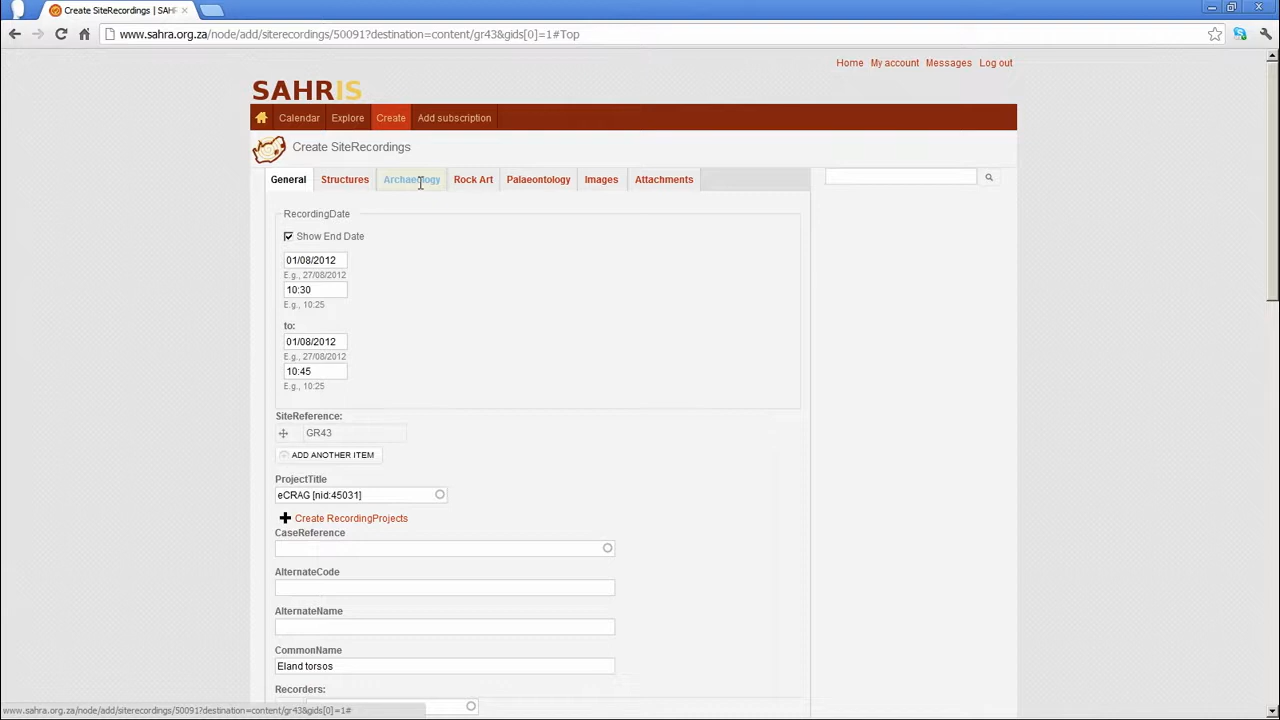 Create SiteRecordings | SAH
www.sahra.org.za/node/add/siterecordings/50091?destination=content/gr43&gids[0]=1#Top
Home My account Messages Log out
SAHRIS
Calendar Explore Create Add subscription
Create SiteRecordings
General Structures Archaeology Rock Art Palaeontology Images Attachments
RecordingDate
Show End Date
01/08/2012
E.g., 27/08/2012
10:30
E.g., 10:25
to:
01/08/2012
E.g., 27/08/2012
10:45
E.g., 10:25
SiteReference:
GR43
ADD ANOTHER ITEM
ProjectTitle
eCRAG [nid:45031]
Create RecordingProjects
CaseReference
AlternateCode
AlternateName
CommonName
Eland torsos
Recorders:
www.sahra.org.za/node/add/siterecordings/50091?destination=content/gr43&gids[0]=1#